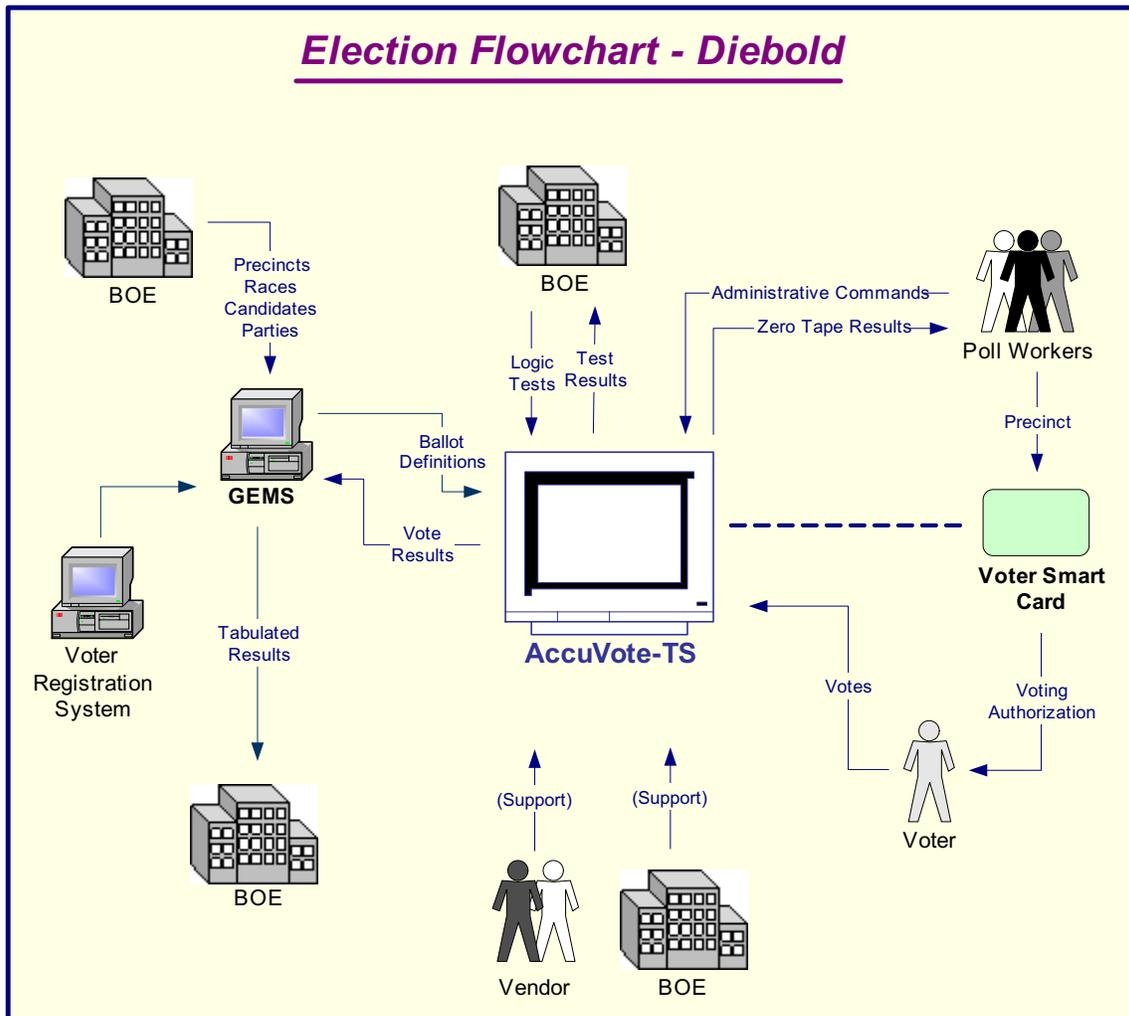 Election Flowchart - Diebold
BOE
Precincts
Races
Candidates
Parties
BOE
Logic
Tests
Test
Results
Administrative Commands
Zero Tape Results
Poll Workers
Precinct
GEMS
Ballot
Definitions
Vote
Results
Voter
Registration
System
Tabulated
Results
BOE
AccuVote-TS
Voter Smart
Card
Voting
Authorization
Votes
Voter
(Support)
(Support)
Vendor
BOE